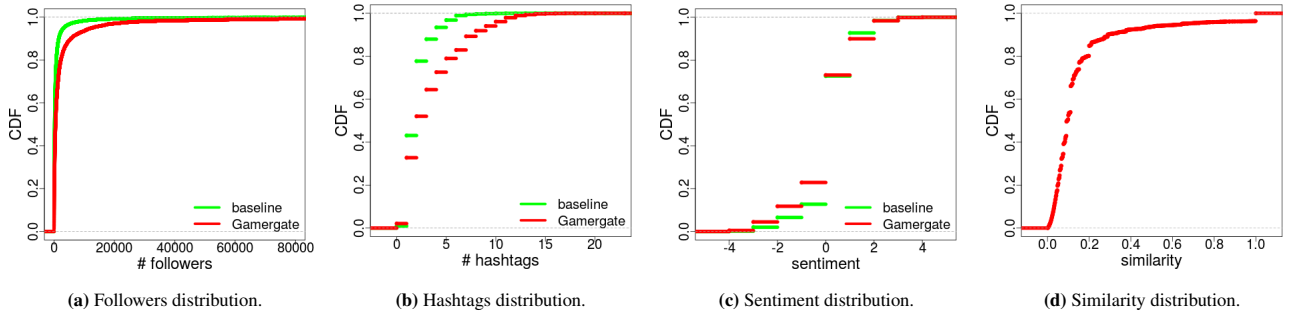 CDF
1.0
0.8
0.6
0.4
0.2
0.0
baseline
Gamergate
0 20000 40000 60000 80000
# followers
(a) Followers distribution.
CDF
1.0
0.8
0.6
0.4
0.2
0.0
baseline
Gamergate
0 5 10 15 20
# hashtags
(b) Hashtags distribution.
CDF
1.0
0.8
0.6
0.4
0.2
0.0
baseline
Gamergate
-4 -2 0 2 4
sentiment
(c) Sentiment distribution.
CDF
1.0
0.8
0.6
0.4
0.2
0.0
0.0 0.2 0.4 0.6 0.8 1.0
similarity
(d) Similarity distribution.